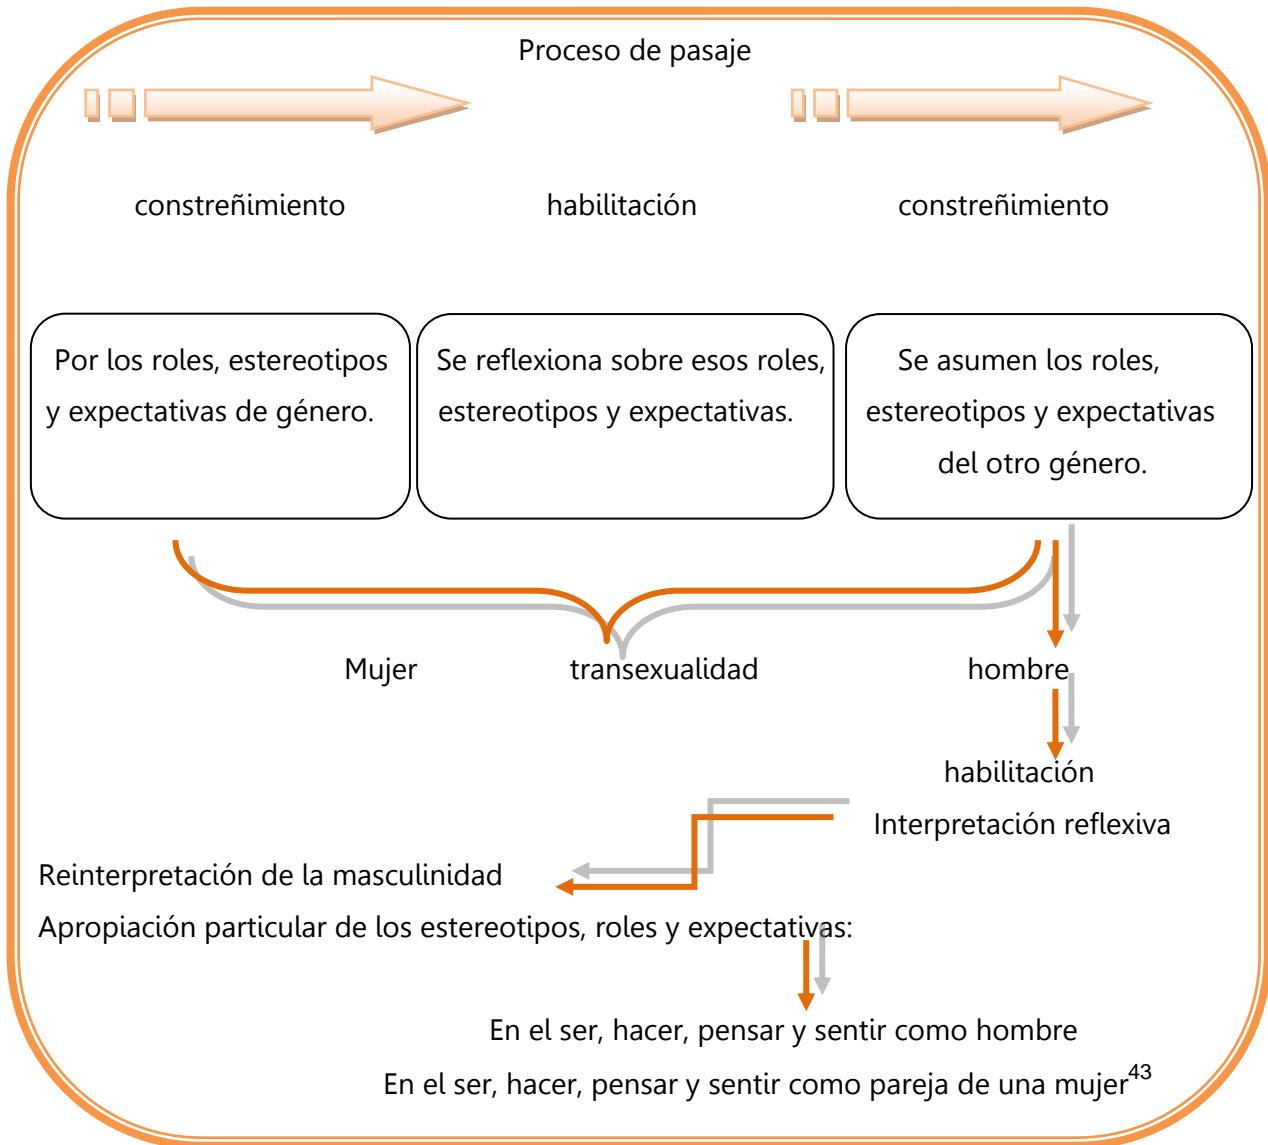 Proceso de pasaje
constreñimiento habilitación constreñimiento
Por los roles, estereotipos
y expectativas de género.
Se reflexiona sobre esos roles,
estereotipos y expectativas.
Se asumen los roles,
estereotipos y expectativas
del otro género.
Mujer transexualidad hombre
habilitación
Interpretación reflexiva
Reinterpretación de la masculinidad
Apropiación particular de los estereotipos, roles y expectativas:
En el ser, hacer, pensar y sentir como hombre
En el ser, hacer, pensar y sentir como pareja de una mujer⁴³